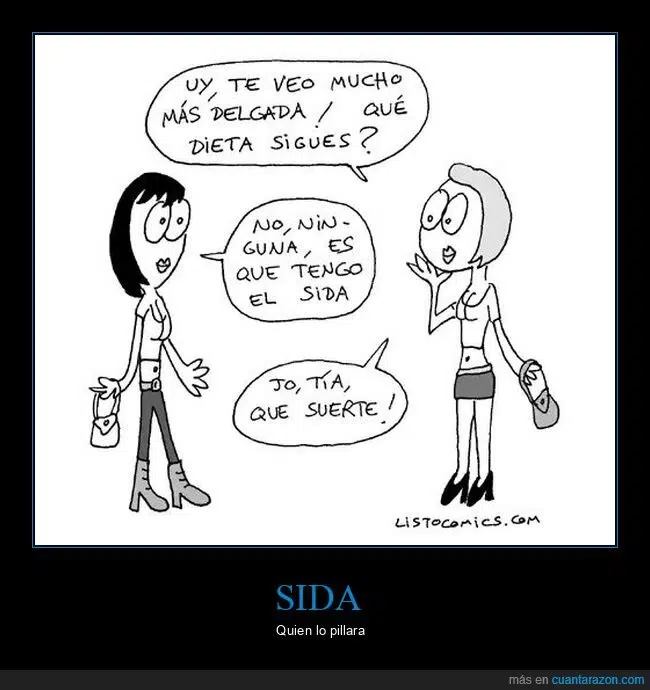 UY, TE VEO MUCHO
MÁS DELGADA! QUÉ
DIETA SIGUES?
NO, NIN-
GUNA, ES
QUE TENGO
EL SIDA
JO, TÍA,
QUE SUERTE!
LISTOCOMICS.COM
SIDA
Quien lo pillara
más en cuantarazon.com